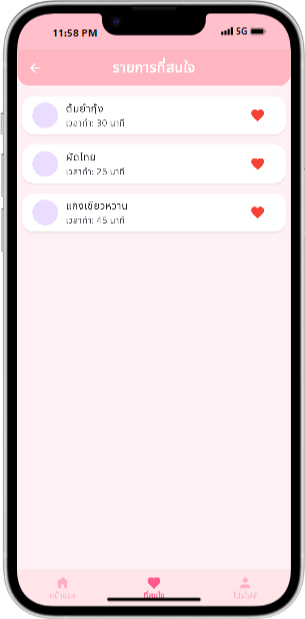 11:58 PM
5G
รายการที่สนใจ
ต้มยำกุ้ง
เวลาทำ: 30 นาที
ผัดไทย
เวลาทำ: 25 นาที
แกงเขียวหวาน
เวลาทำ: 45 นาที
หน้าแรก
ที่สนใจ
โปรไฟล์